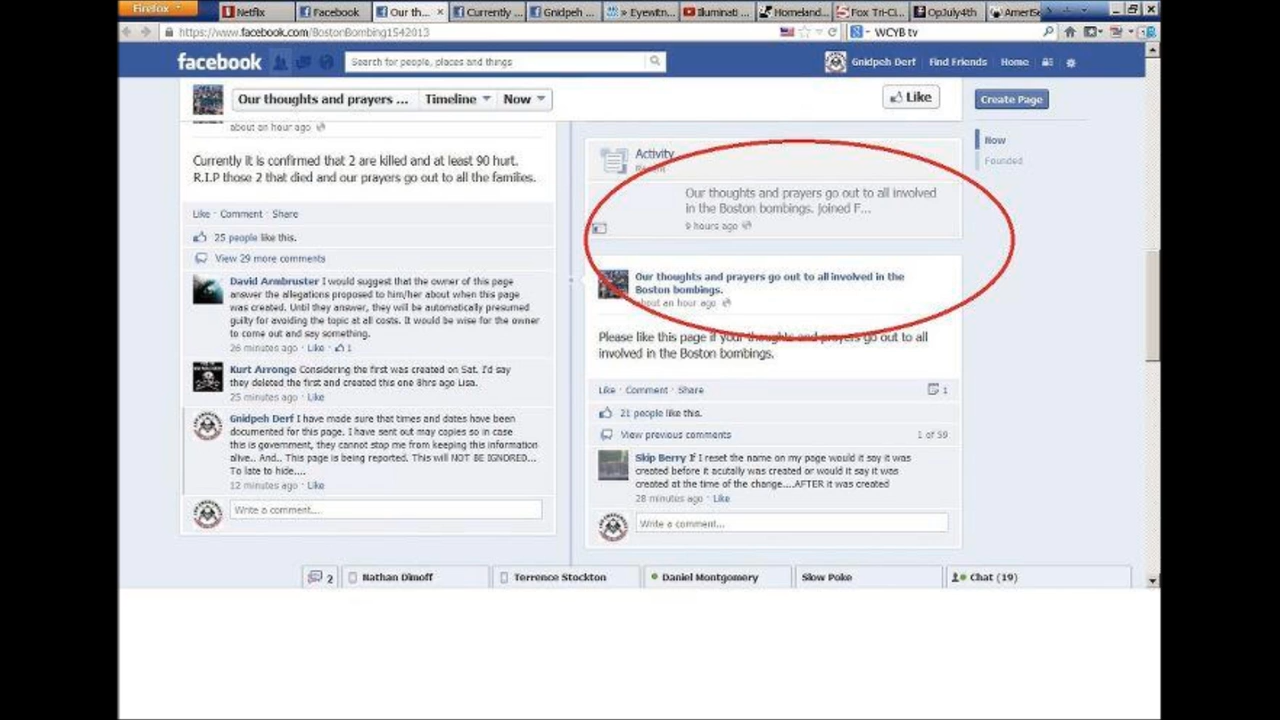 Firefox
Netflix
Facebook
Our th...
Currently ...
Gnidpeh ...
» Eyewitn...
Illuminati ...
Homeland...
Fox Tri-Ci...
OpJuly4th
AmerSe
https://www.facebook.com/BostonBombing1542013
WCYB tv
facebook
Search for people, places and things
Gnidpeh Derf
Find Friends
Home
Our thoughts and prayers ...
Timeline
Now
Like
Create Page
Now
Founded
about an hour ago
Currently it is confirmed that 2 are killed and at least 90 hurt.
R.I.P those 2 that died and our prayers go out to all the families.
Like · Comment · Share
25 people like this.
View 29 more comments
David Armbruster I would suggest that the owner of this page
answer the allegations proposed to him/her about when this page
was created. Until they answer, they will be automatically presumed
guilty for avoiding the topic at all costs. It would be wise for the owner
to come out and say something.
26 minutes ago · Like · 1
Kurt Arronge Considering the first was created on Sat. I'd say
they deleted the first and created this one 8hrs ago Lisa.
25 minutes ago · Like
Gnidpeh Derf I have made sure that times and dates have been
documented for this page. I have sent out may copies so in case
this is government, they cannot stop me from keeping this information
alive.. And.. This page is being reported. This will NOT BE IGNORED...
To late to hide....
12 minutes ago · Like
Write a comment...
Activity
Recent
Our thoughts and prayers go out to all involved
in the Boston bombings. joined F...
9 hours ago
Our thoughts and prayers go out to all involved in the
Boston bombings.
about an hour ago
Please like this page if your thoughts and prayers go out to all
involved in the Boston bombings.
Like · Comment · Share
1
21 people like this.
View previous comments
1 of 59
Skip Berry If I reset the name on my page would it say it was
created before it acutally was created or would it say it was
created at the time of the change....AFTER it was created
28 minutes ago · Like
Write a comment...
2
Nathan Dimoff
Terrence Stockton
Daniel Montgomery
Slow Poke
Chat (19)